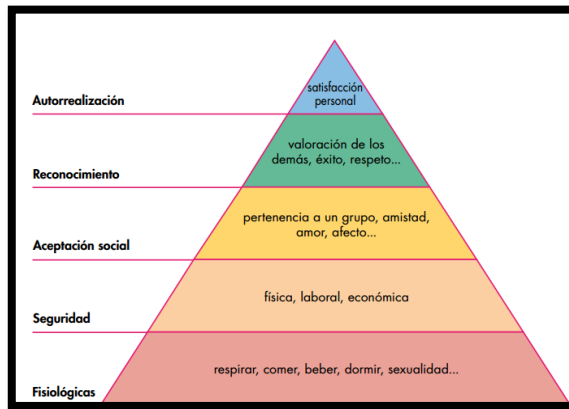 satisfacción
personal
Autorrealización
valoración de los
demás, éxito, respeto...
Reconocimiento
pertenencia a un grupo, amistad,
amor, afecto...
Aceptación social
física, laboral, económica
Seguridad
respirar, comer, beber, dormir, sexualidad...
Fisiológicas